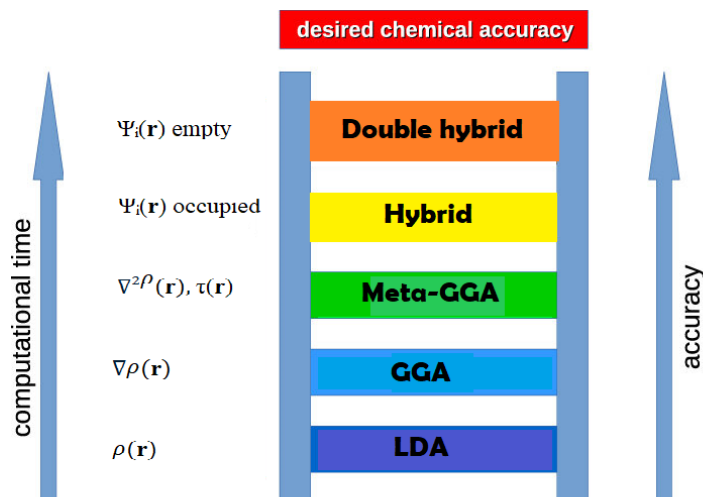 desired chemical accuracy
Ψᵢ(r) empty
Double hybrid
Ψᵢ(r) occupied
Hybrid
∇²ρ(r), τ(r)
Meta-GGA
∇ρ(r)
GGA
ρ(r)
LDA
computational time
accuracy